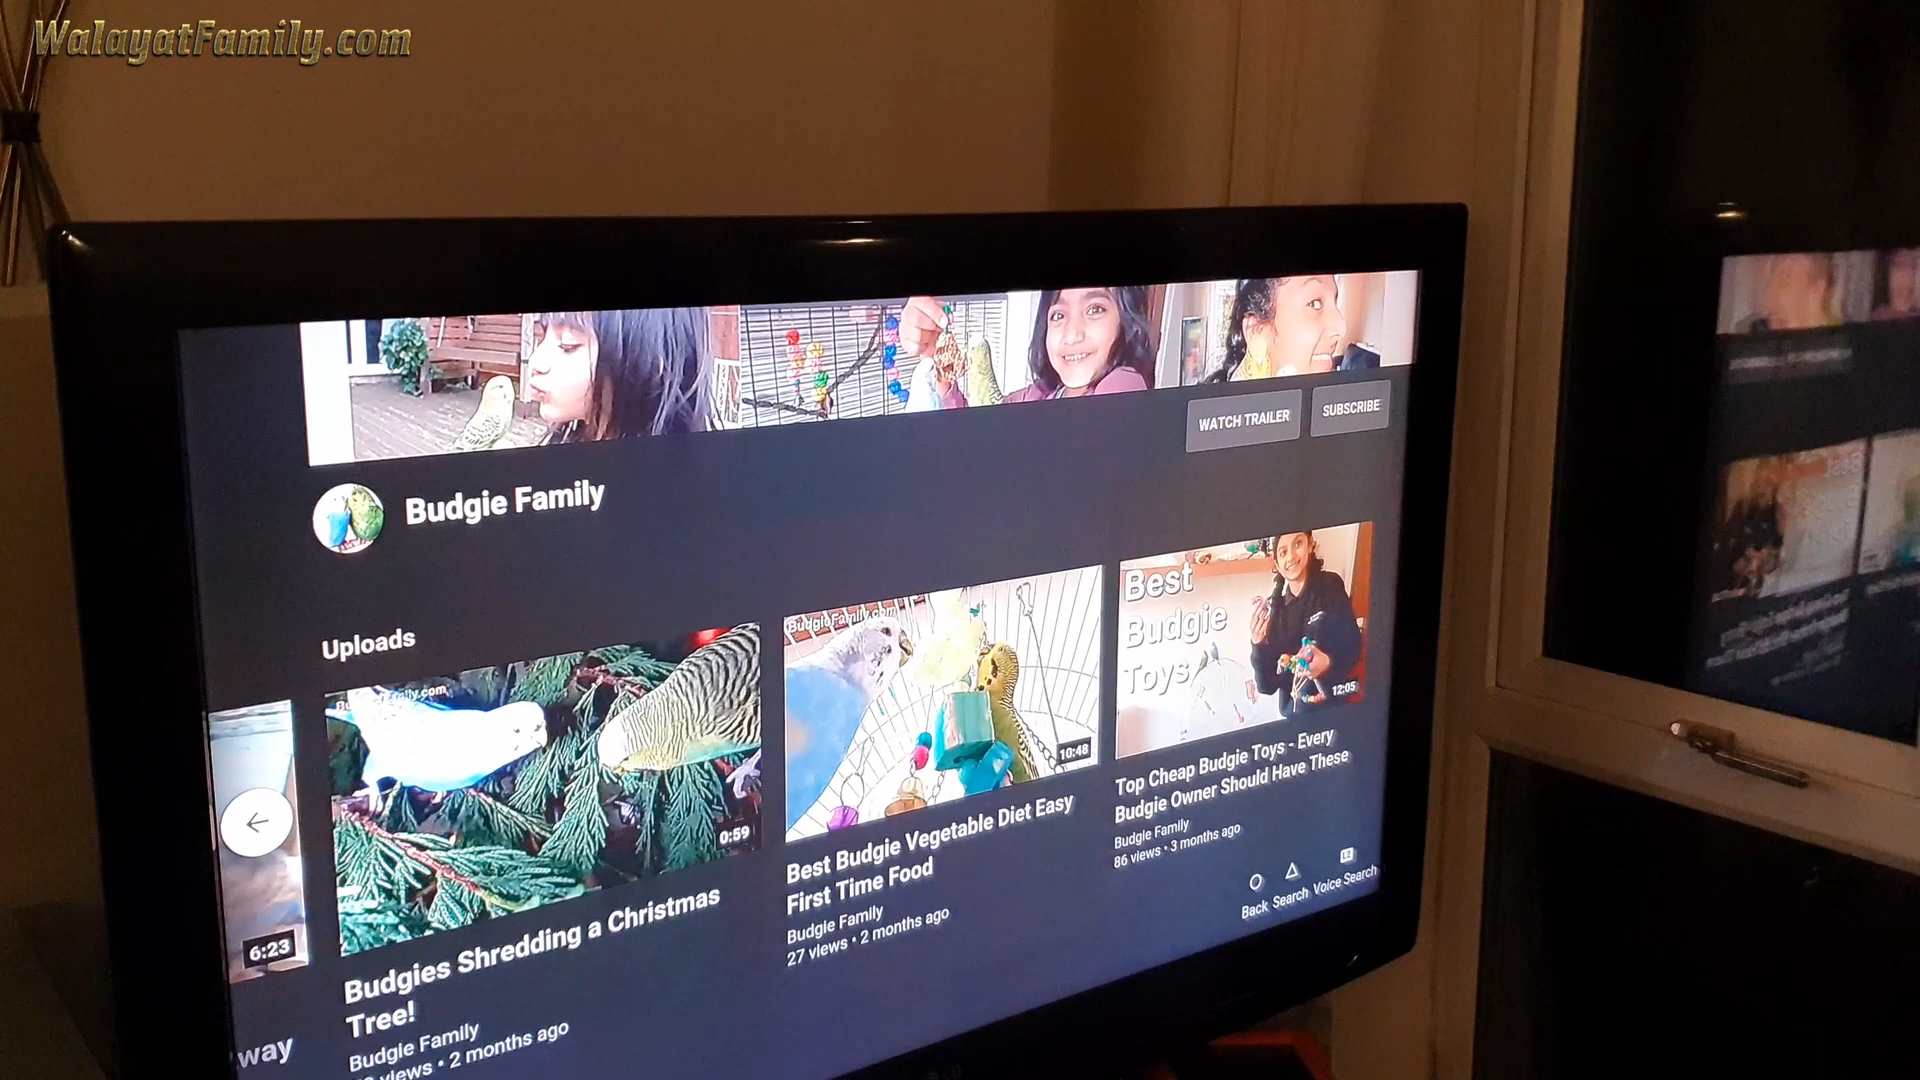 WalayatFamily.com
WATCH TRAILER
SUBSCRIBE
Budgie Family
Uploads
6:23
way
0:59
Budgies Shredding a Christmas
Tree!
Budgie Family
views • 2 months ago
BudgieFamily.com
10:48
Best Budgie Vegetable Diet Easy
First Time Food
Budgie Family
27 views • 2 months ago
Best
Budgie
Toys
12:05
Top Cheap Budgie Toys - Every
Budgie Owner Should Have These
Budgie Family
86 views • 3 months ago
L2
Back Search Voice Search